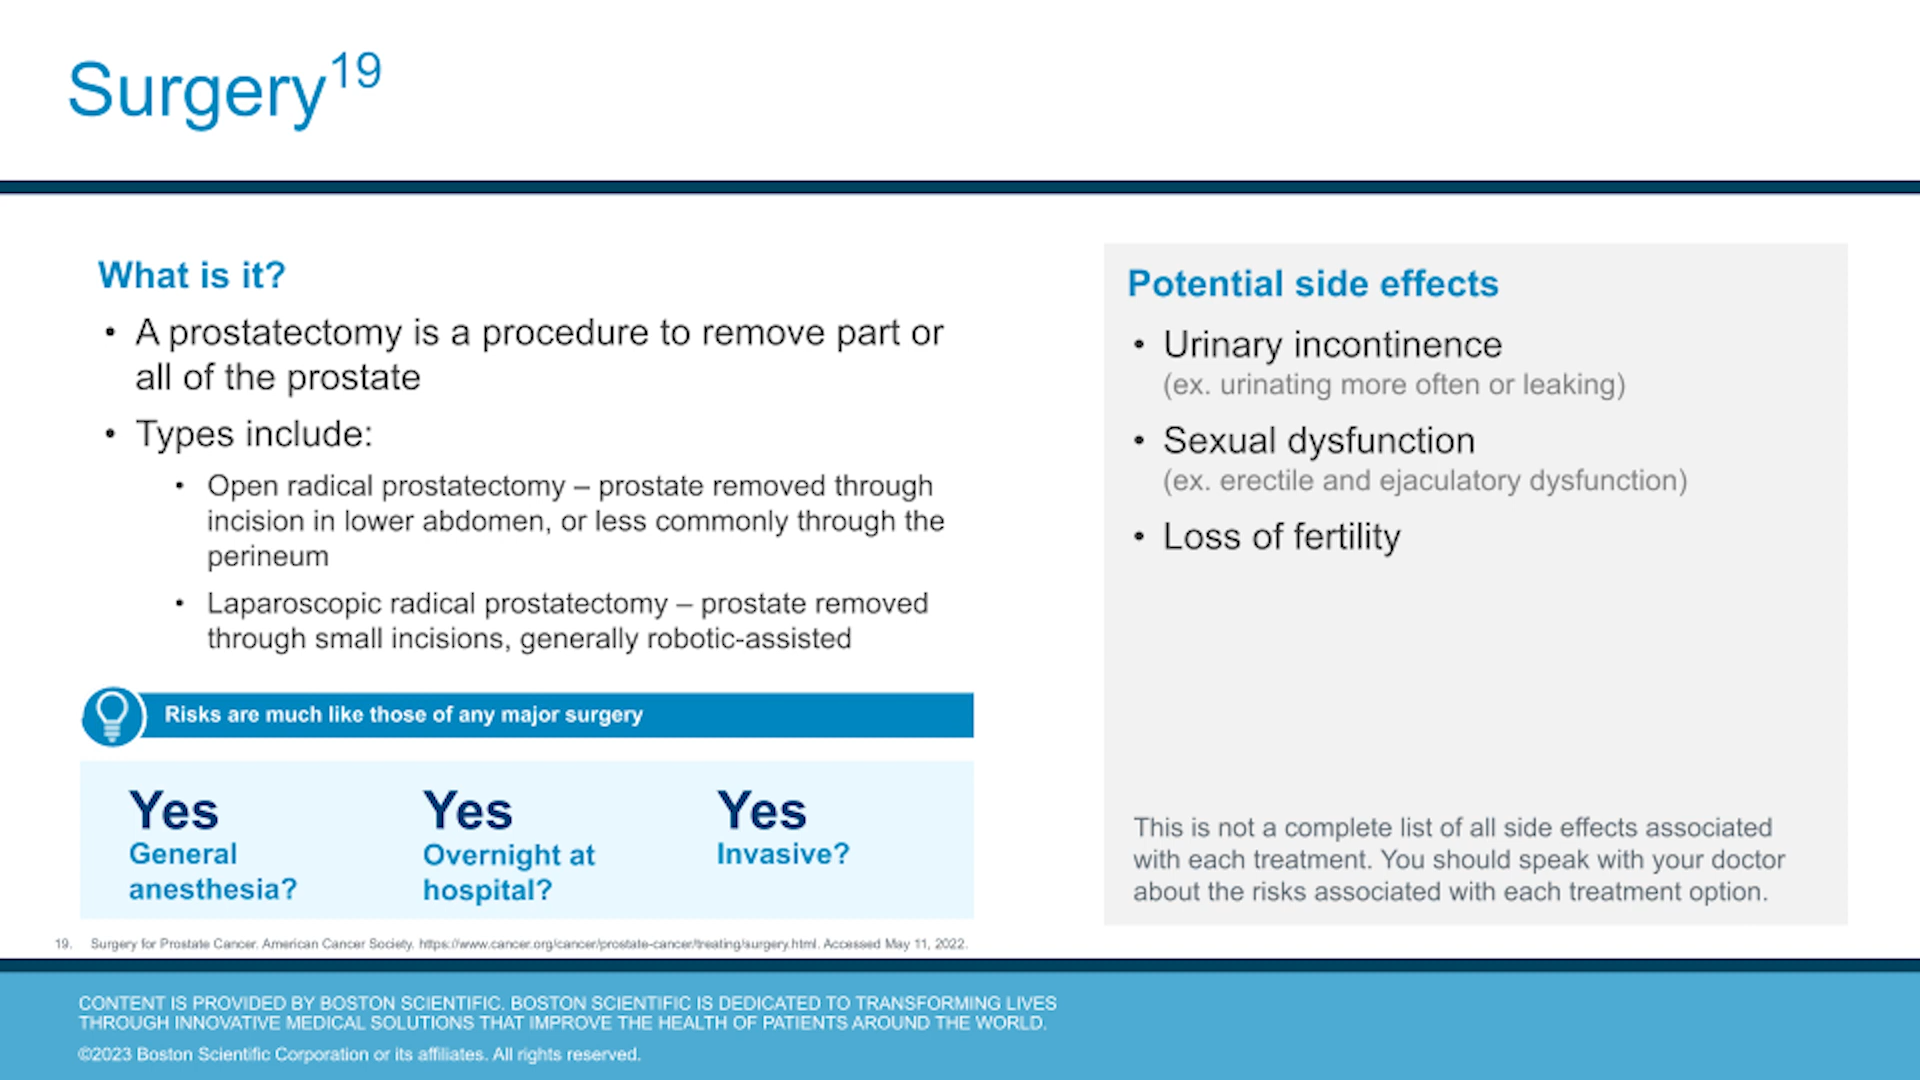 Surgery19
What is it?
• A prostatectomy is a procedure to remove part or
all of the prostate
• Types include:
• Open radical prostatectomy – prostate removed through
incision in lower abdomen, or less commonly through the
perineum
• Laparoscopic radical prostatectomy – prostate removed
through small incisions, generally robotic-assisted
Risks are much like those of any major surgery
Yes
General
anesthesia?
Yes
Overnight at
hospital?
Yes
Invasive?
Potential side effects
• Urinary incontinence
(ex. urinating more often or leaking)
• Sexual dysfunction
(ex. erectile and ejaculatory dysfunction)
• Loss of fertility
This is not a complete list of all side effects associated
with each treatment. You should speak with your doctor
about the risks associated with each treatment option.
19. Surgery for Prostate Cancer. American Cancer Society. https://www.cancer.org/cancer/prostate-cancer/treating/surgery.html. Accessed May 11, 2022.
CONTENT IS PROVIDED BY BOSTON SCIENTIFIC. BOSTON SCIENTIFIC IS DEDICATED TO TRANSFORMING LIVES
THROUGH INNOVATIVE MEDICAL SOLUTIONS THAT IMPROVE THE HEALTH OF PATIENTS AROUND THE WORLD.
©2023 Boston Scientific Corporation or its affiliates. All rights reserved.